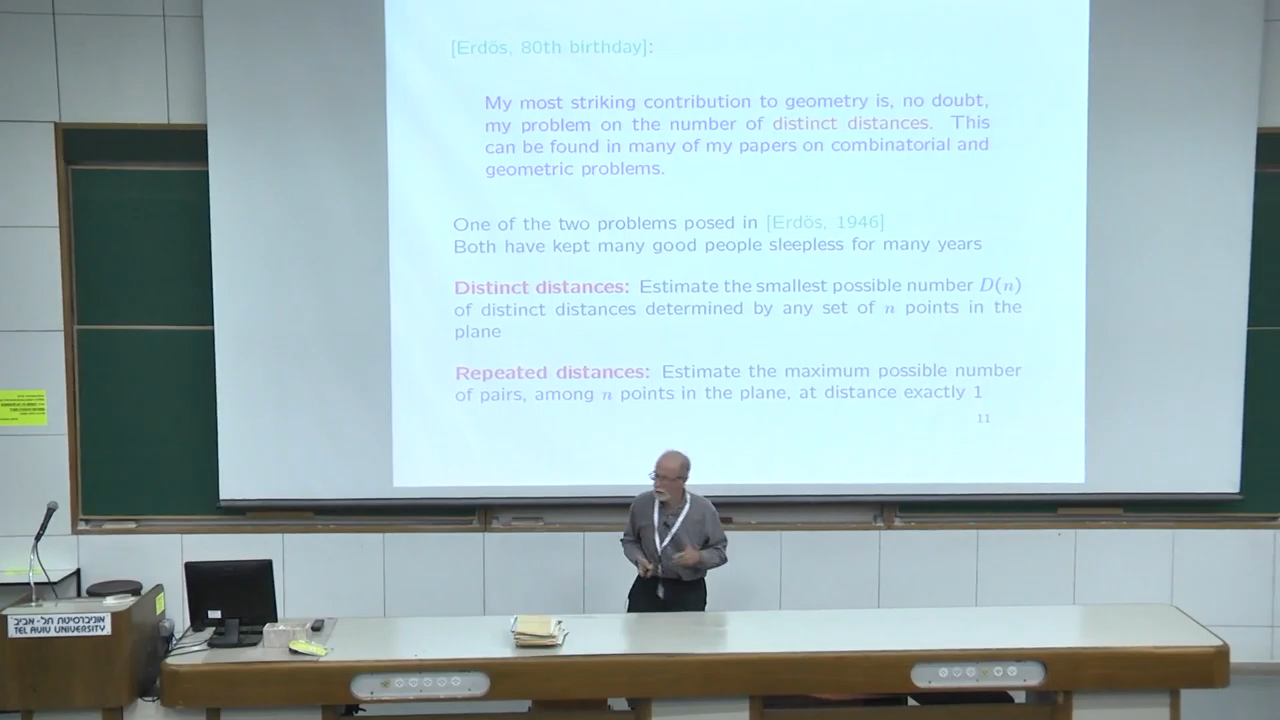 [Erdös, 80th birthday]:
My most striking contribution to geometry is, no doubt,
my problem on the number of distinct distances. This
can be found in many of my papers on combinatorial and
geometric problems.
One of the two problems posed in [Erdös, 1946]
Both have kept many good people sleepless for many years
Distinct distances: Estimate the smallest possible number D(n)
of distinct distances determined by any set of n points in the
plane
Repeated distances: Estimate the maximum possible number
of pairs, among n points in the plane, at distance exactly 1
11
אוניברסיטת תל-אביב
TEL AVIV UNIVERSITY